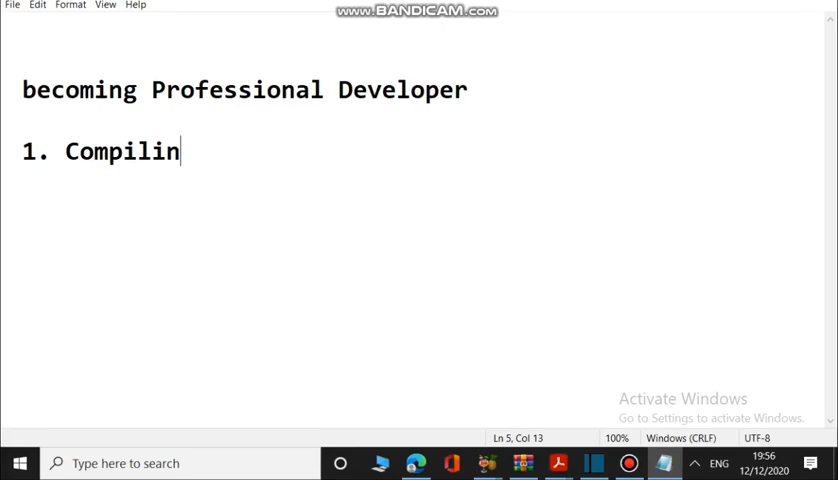 www.BANDICAM.com
File Edit Format View Help
becoming Professional Developer
1. Compilin
Activate Windows
Go to Settings to activate Windows.
Ln 5, Col 13 100% Windows (CRLF) UTF-8
Type here to search ENG 19:56
12/12/2020